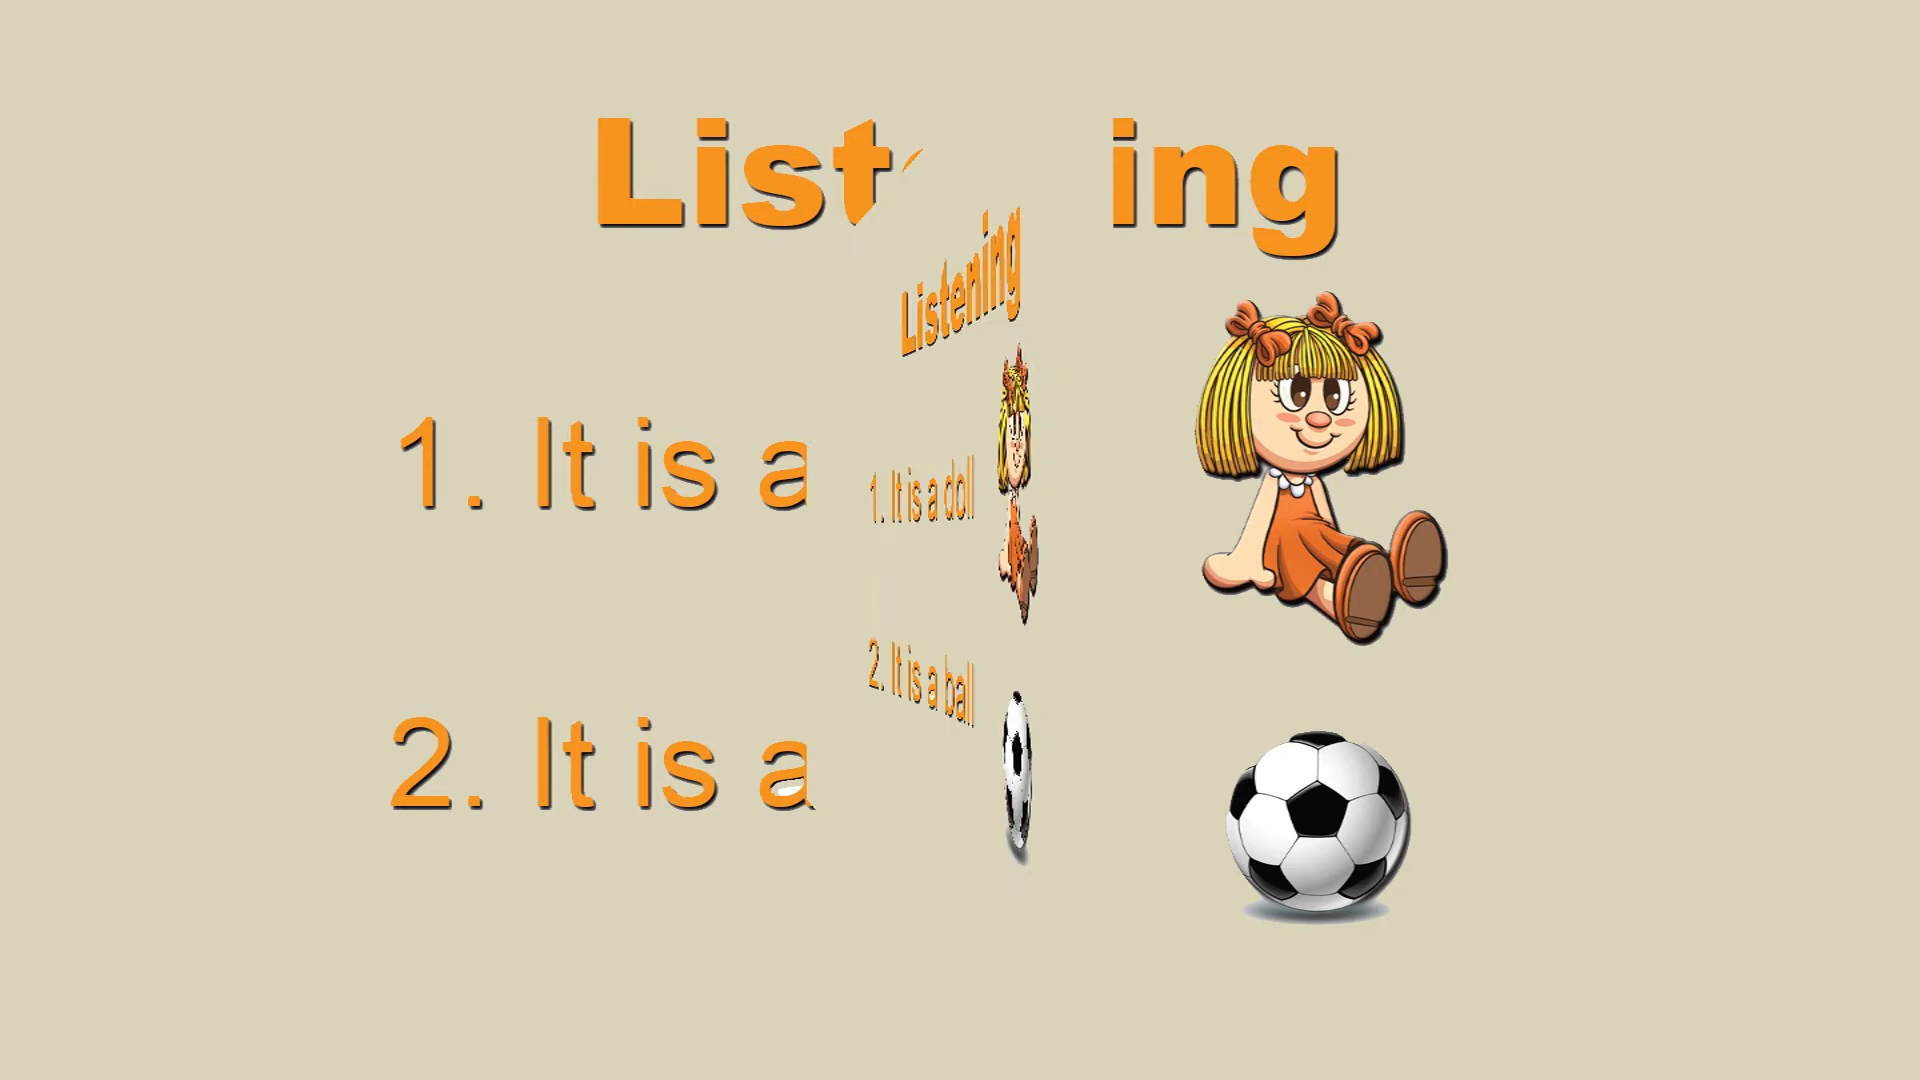 List ing
Listening
1. It is a
1. It is a doll
2. It is a ball
2. It is a